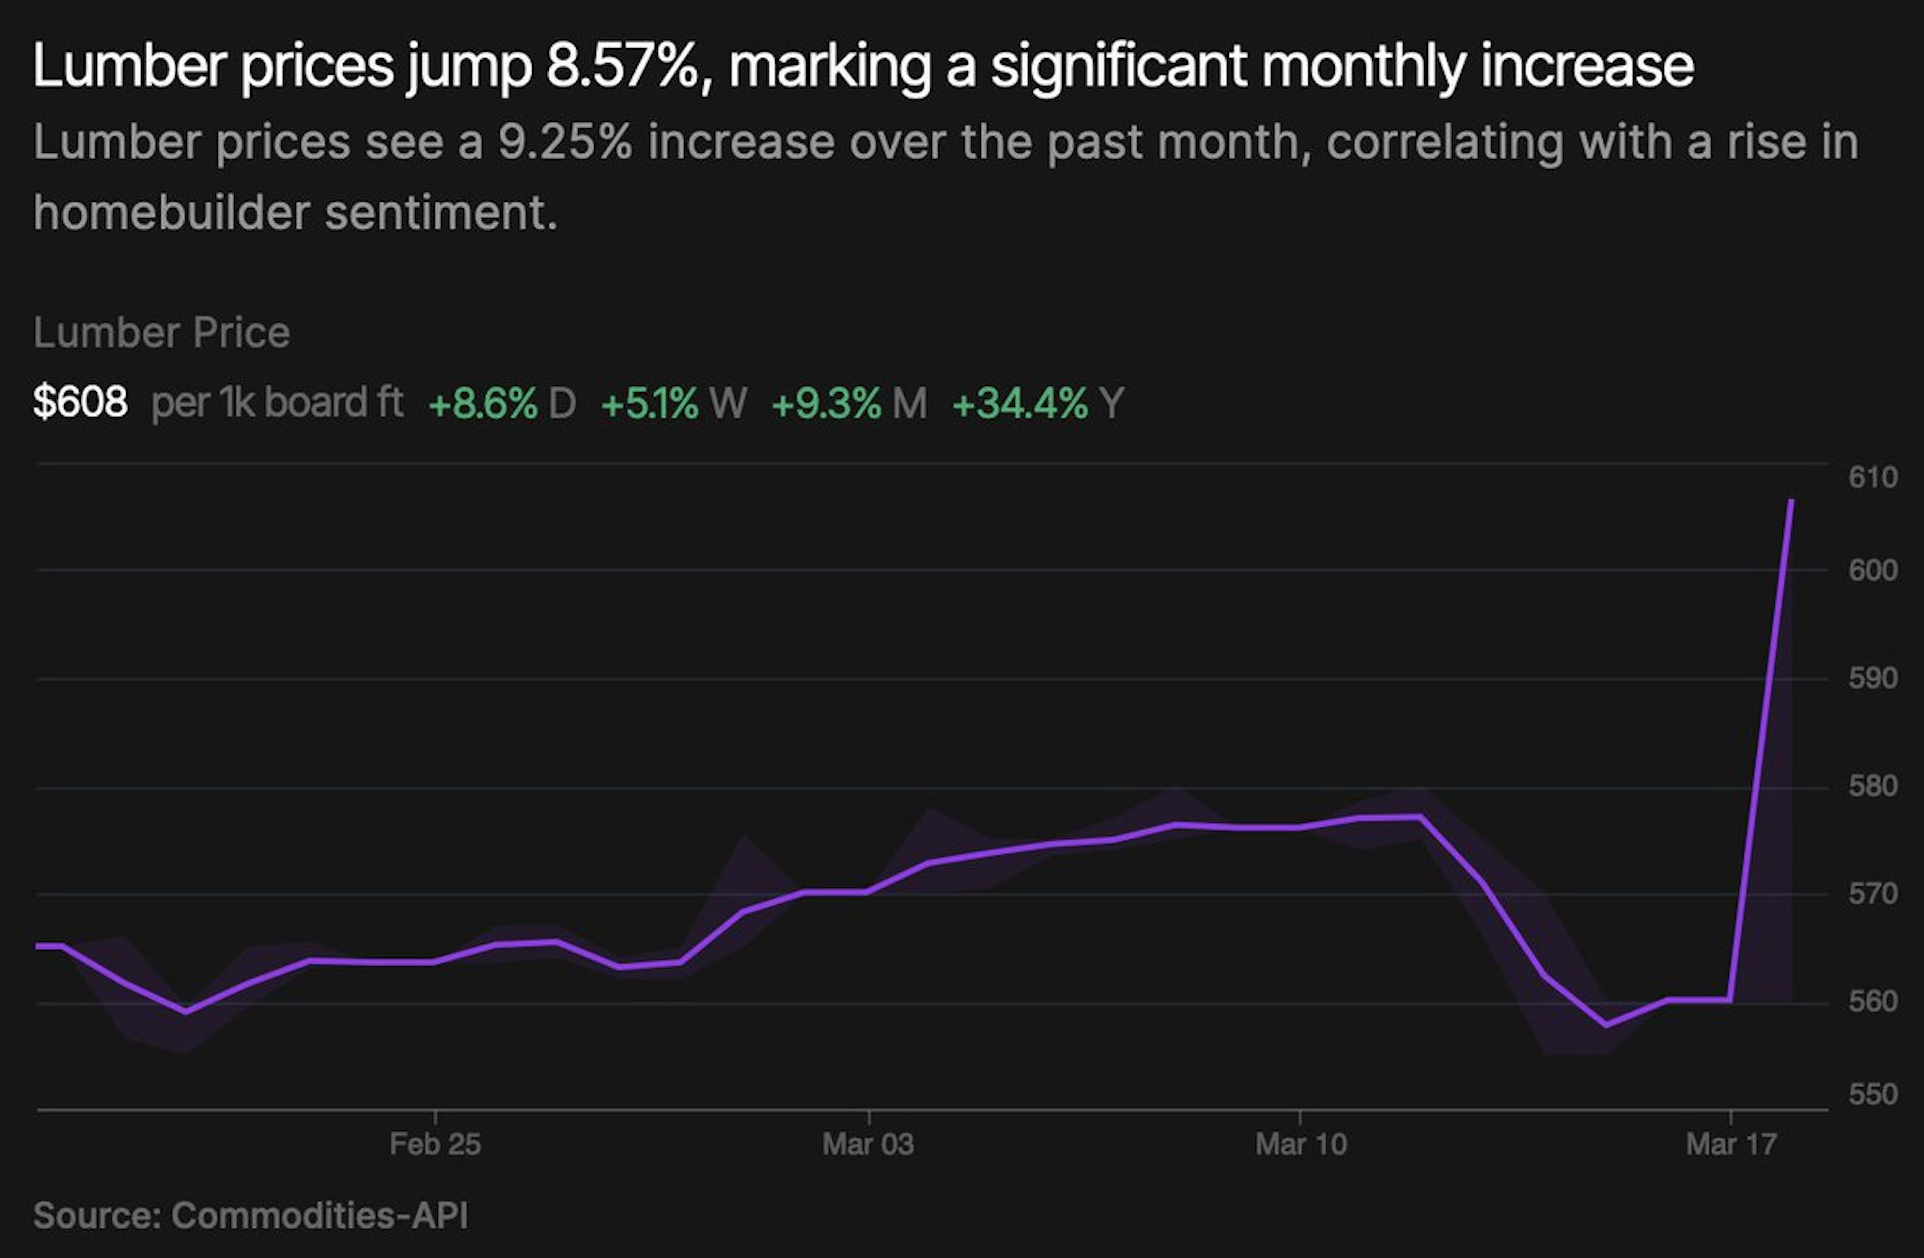 Lumber prices jump 8.57%, marking a significant monthly increase
Lumber prices see a 9.25% increase over the past month, correlating with a rise in
homebuilder sentiment.
Lumber Price
$608 per 1k board ft +8.6% D +5.1% W +9.3% M +34.4% Y
610
600
590
580
570
560
550
Feb 25 Mar 03 Mar 10 Mar 17
Source: Commodities-API